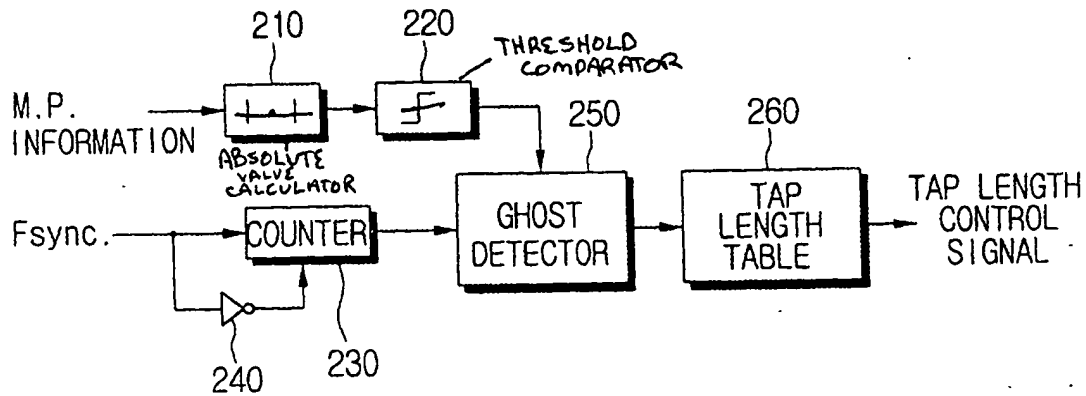 210
220
THRESHOLD
COMPARATOR
M.P.
INFORMATION
ABSOLUTE
VALVE
CALCULATOR
250
260
GHOST
DETECTOR
TAP
LENGTH
TABLE
TAP LENGTH
CONTROL
SIGNAL
Fsync.
COUNTER
240
230